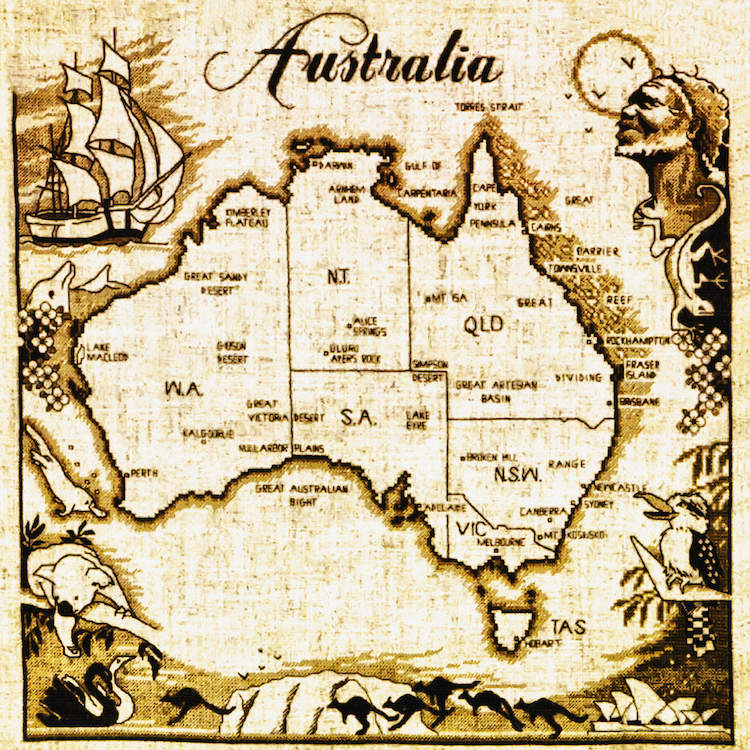 Australia
TORRES STRAIT
DARWIN
GULF OF
CARPENTARIA
ARNHEM
LAND
CAPE
YORK
PENINSULA
GREAT
BARRIER
REEF
KIMBERLEY
PLATEAU
CAIRNS
TOWNSVILLE
GREAT SANDY
DESERT
N.T.
MT ISA
GREAT
DIVIDING
RANGE
QLD
ALICE
SPRINGS
ULURU
AYERS ROCK
LAKE
MACLEOD
GIBSON
DESERT
SIMPSON
DESERT
ROCKHAMPTON
FRASER
ISLAND
W.A.
GREAT ARTESIAN
BASIN
BRISBANE
GREAT
VICTORIA DESERT
S.A.
LAKE
EYRE
KALGOORLIE
NULLARBOR PLAINS
BROKEN HILL
N.S.W.
PERTH
GREAT AUSTRALIAN
BIGHT
NEWCASTLE
SYDNEY
ADELAIDE
CANBERRA
VIC
MELBOURNE
MT KOSIUSKO
TAS
HOBART